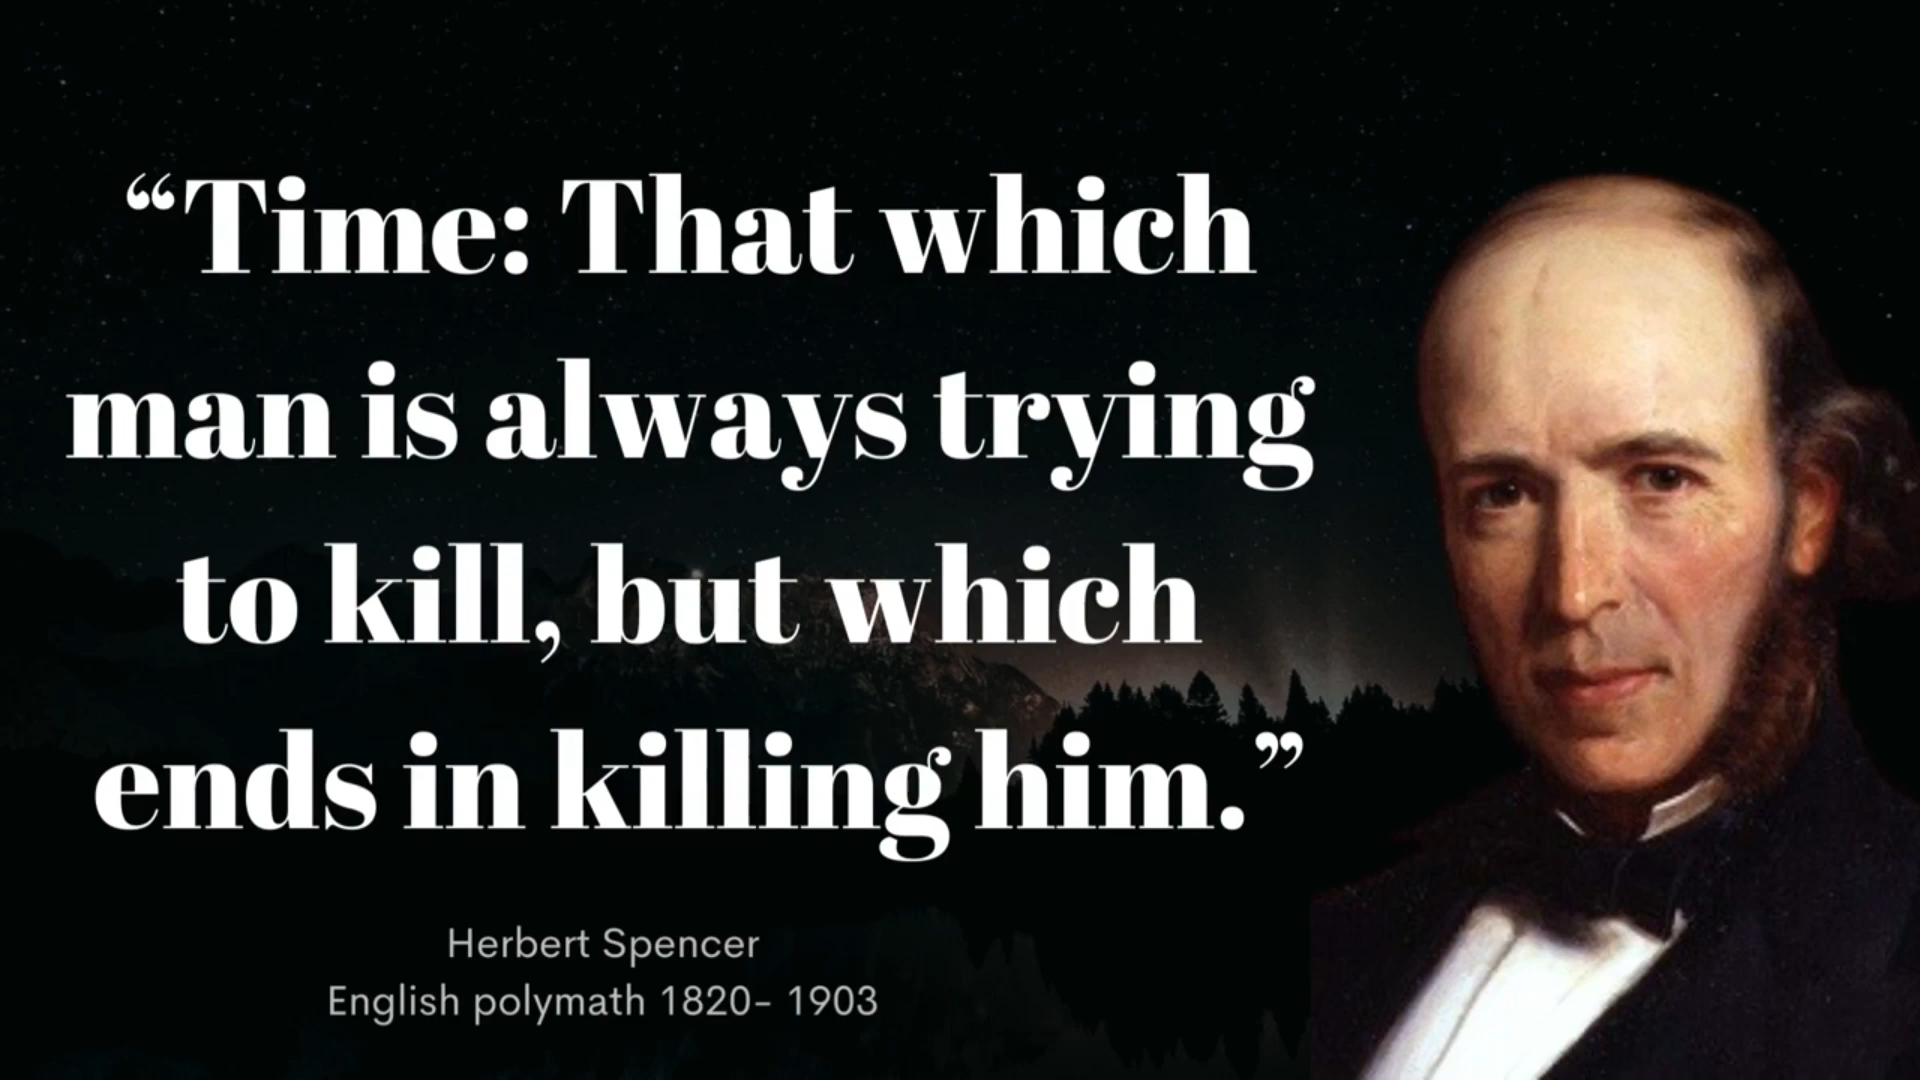 “Time: That which
man is always trying
to kill, but which
ends in killing him.”
Herbert Spencer
English polymath 1820- 1903